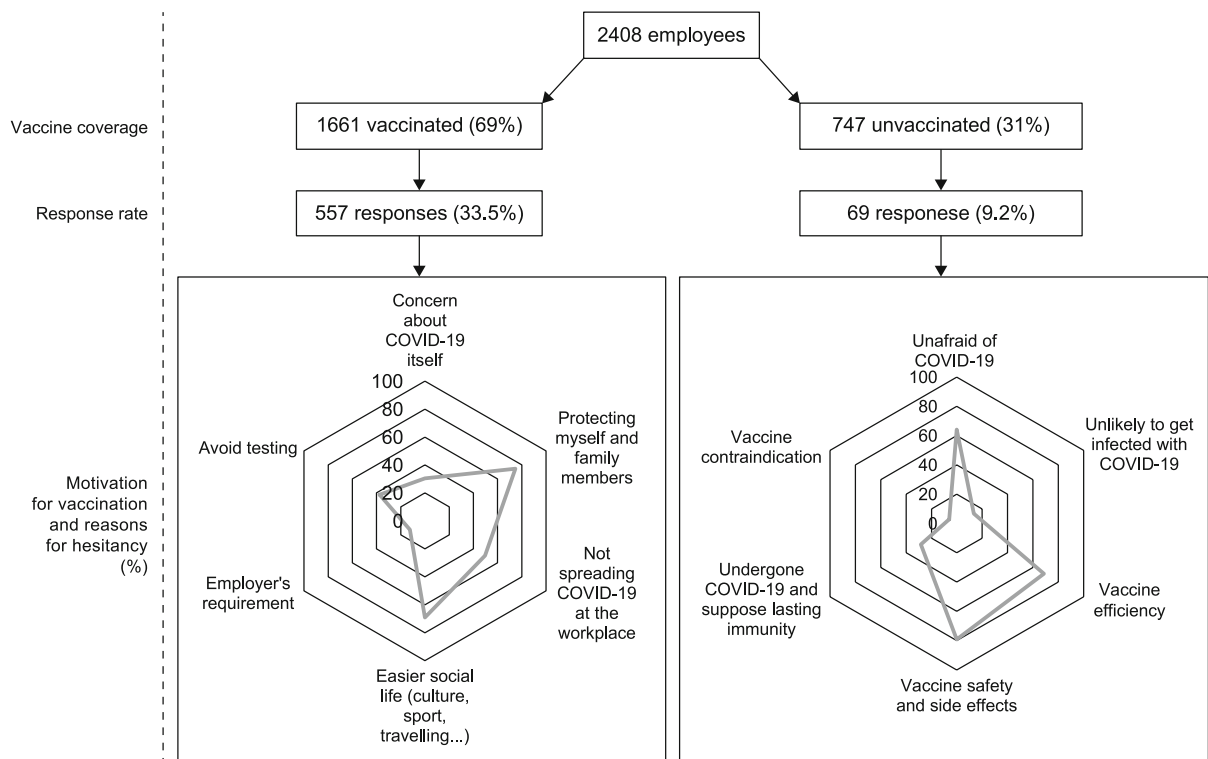 2408 employees
Vaccine coverage
1661 vaccinated (69%)
747 unvaccinated (31%)
Response rate
557 responses (33.5%)
69 responese (9.2%)
Motivation
for vaccination
and reasons
for hesitancy
(%)
Concern
about
COVID-19
itself
100
80
60
40
20
0
Protecting
myself and
family
members
Not
spreading
COVID-19
at the
workplace
Easier social
life (culture,
sport,
travelling...)
Employer's
requirement
Avoid testing
Unafraid of
COVID-19
100
80
60
40
20
0
Unlikely to get
infected with
COVID-19
Vaccine
efficiency
Vaccine safety
and side effects
Undergone
COVID-19 and
suppose lasting
immunity
Vaccine
contraindication